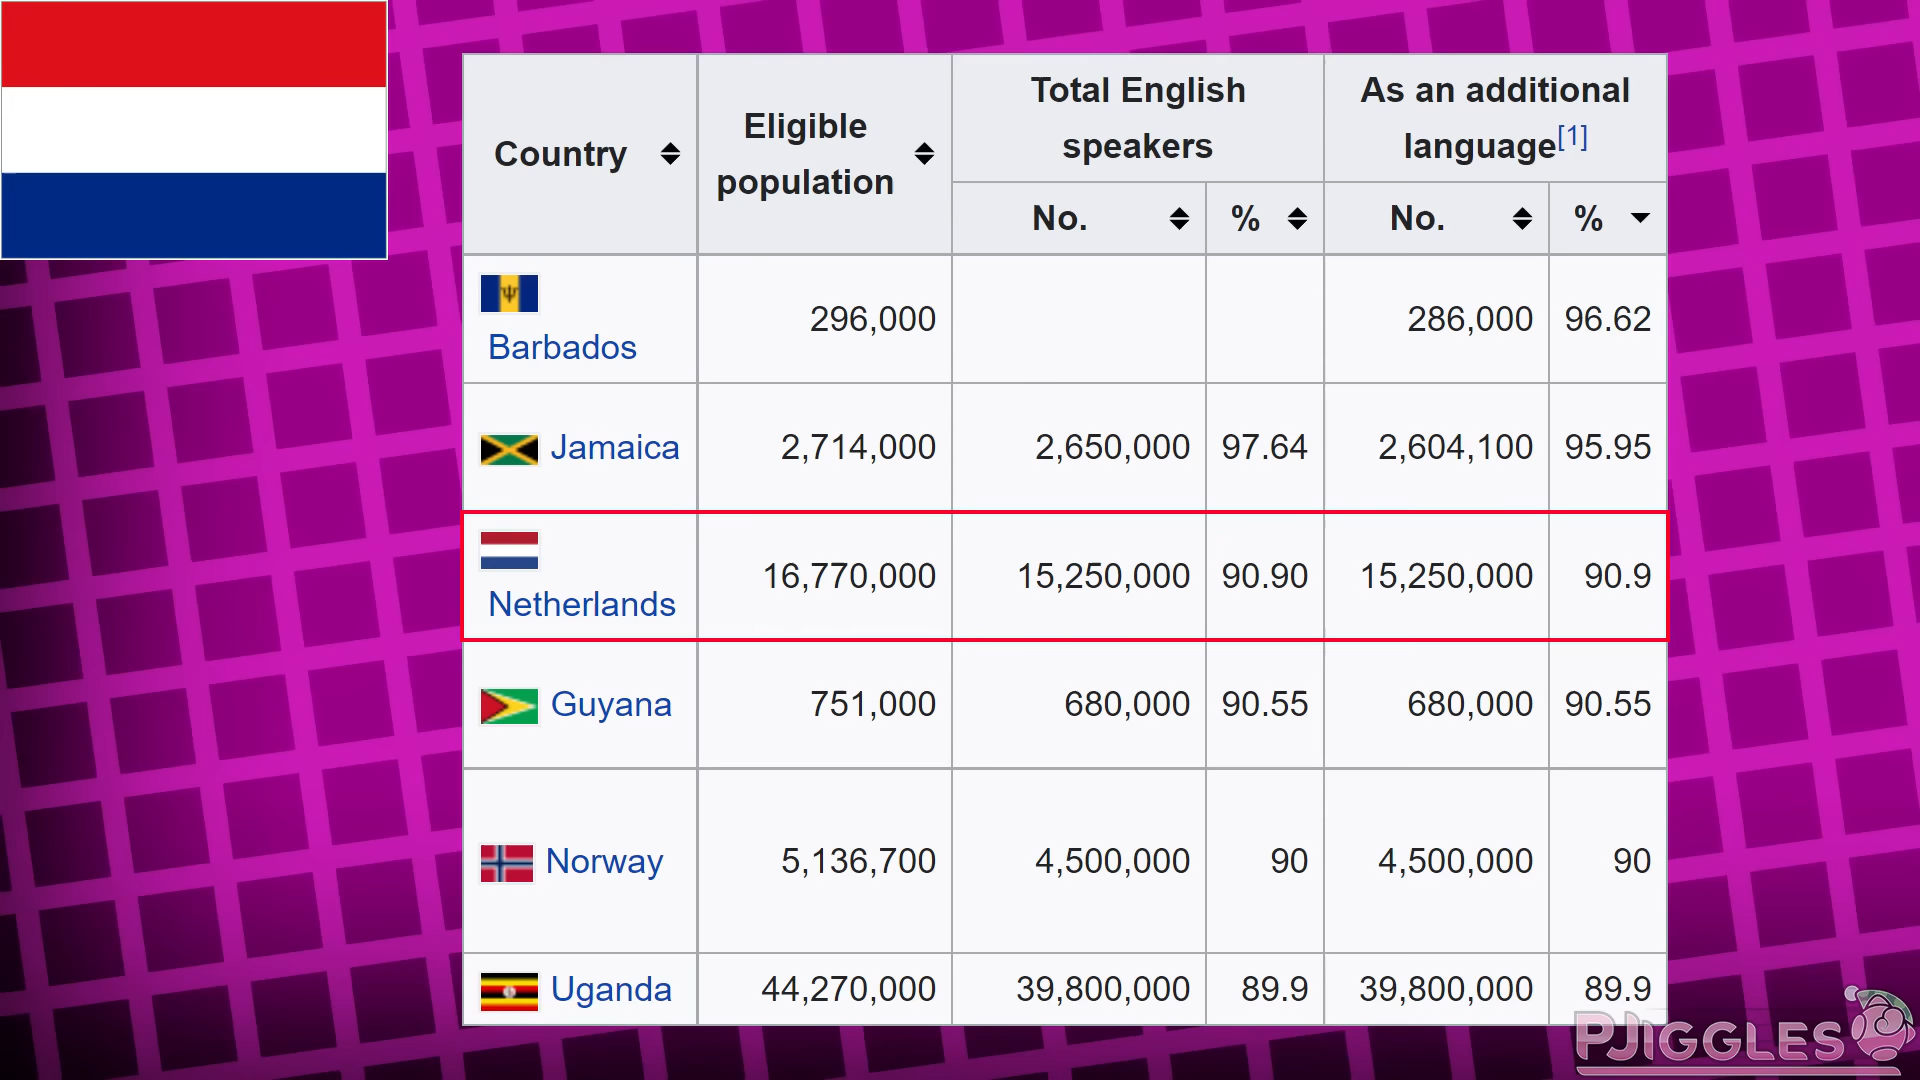 Country
Eligible
population
Total English
speakers
As an additional
language[1]
No.
%
No.
%
Barbados
296,000
286,000
96.62
Jamaica
2,714,000
2,650,000
97.64
2,604,100
95.95
Netherlands
16,770,000
15,250,000
90.90
15,250,000
90.9
Guyana
751,000
680,000
90.55
680,000
90.55
Norway
5,136,700
4,500,000
90
4,500,000
90
Uganda
44,270,000
39,800,000
89.9
39,800,000
89.9
PJIGGLES